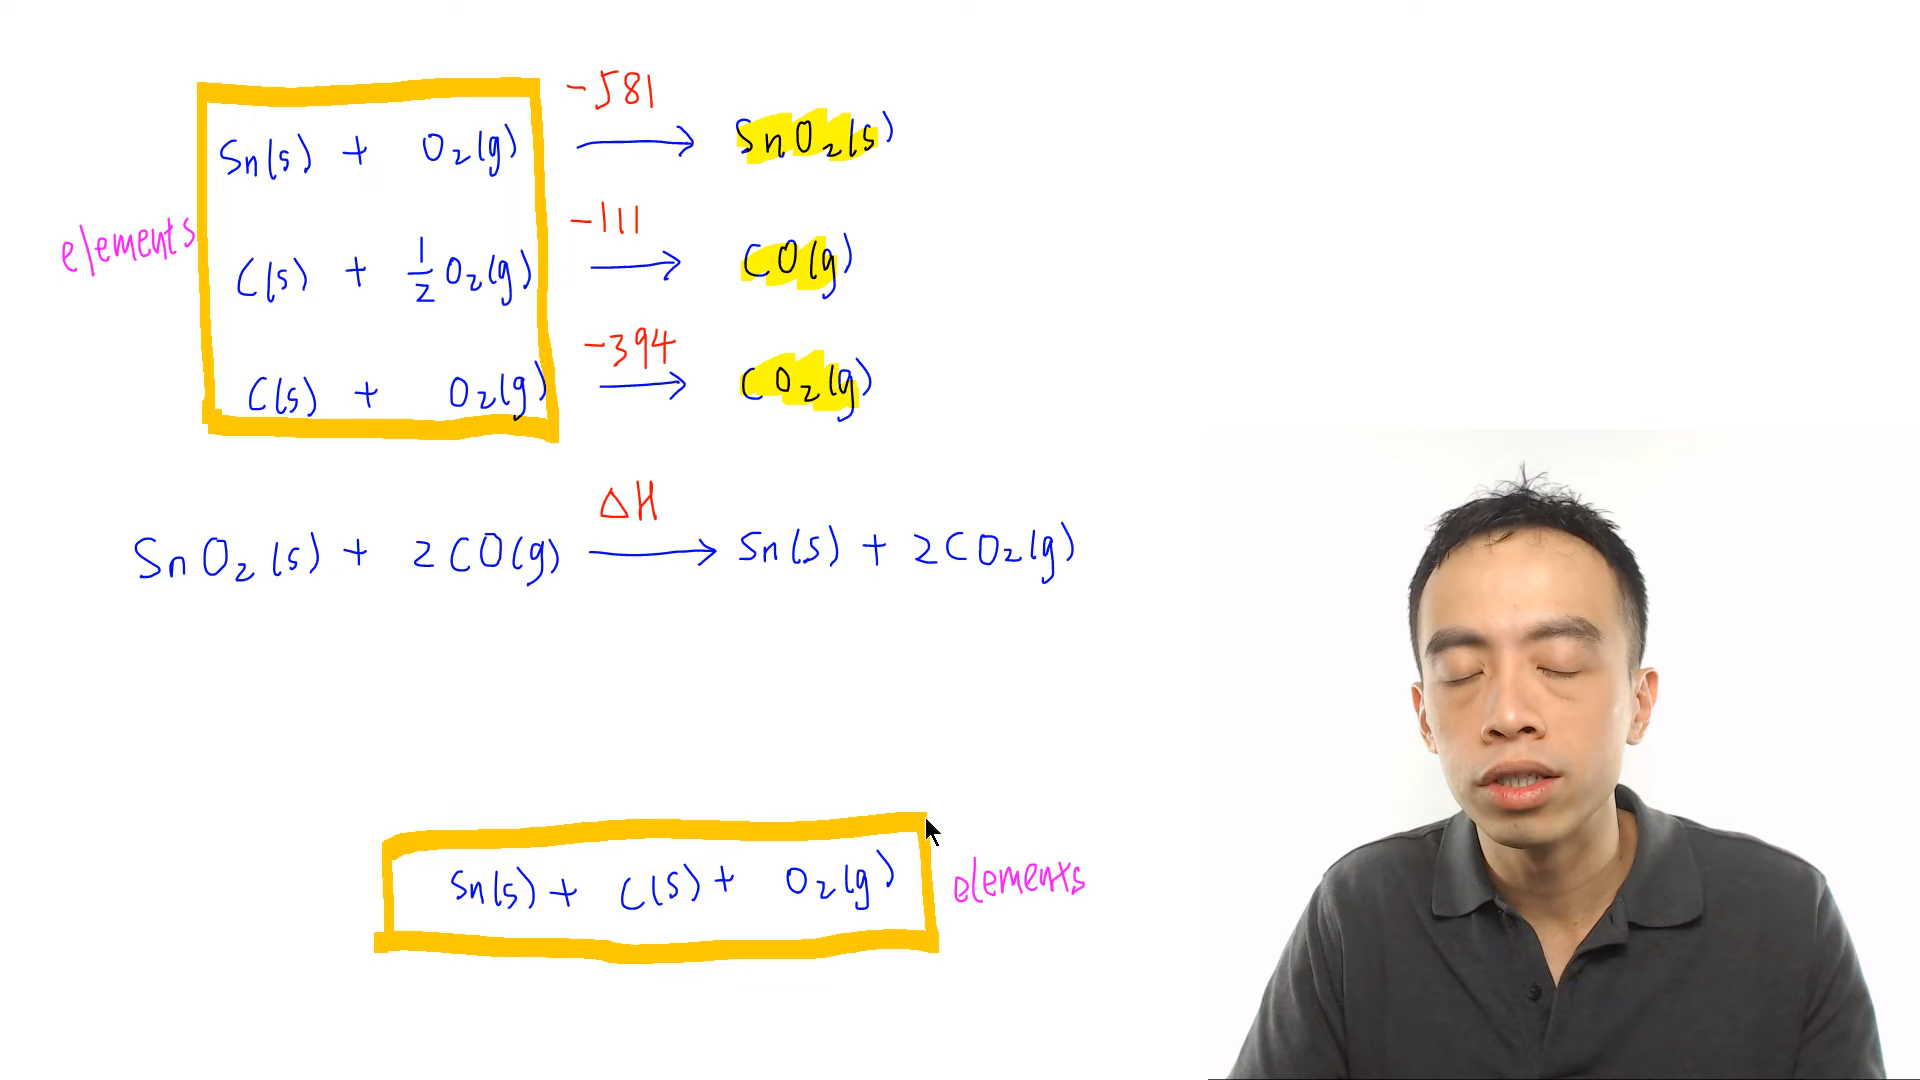 -581
Sn(s) + O₂(g) → SnO₂(s)
-111
elements
C(s) + 1/2 O₂(g) → CO(g)
-394
C(s) + O₂(g) → CO₂(g)
ΔH
SnO₂(s) + 2CO(g) → Sn(s) + 2CO₂(g)
Sn(s) + C(s) + O₂(g) elements